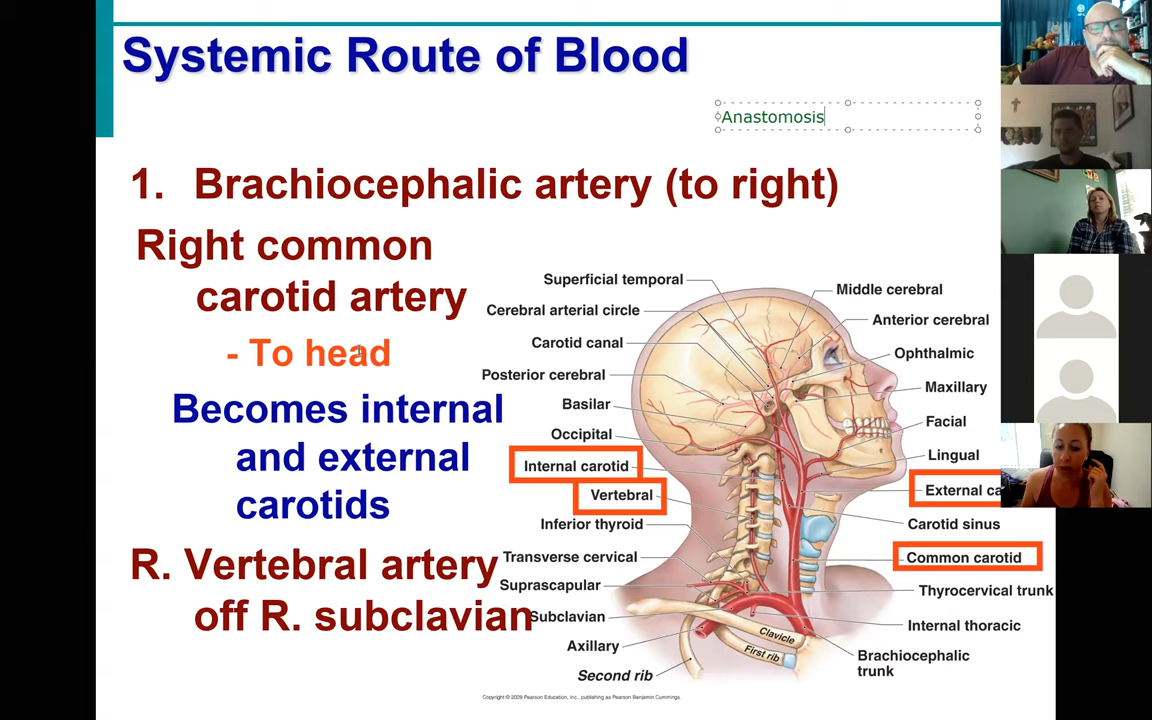 Systemic Route of Blood
Anastomosis
1. Brachiocephalic artery (to right)
Right common
carotid artery
- To head
Becomes internal
and external
carotids
R. Vertebral artery
off R. subclavian
Superficial temporal
Cerebral arterial circle
Carotid canal
Posterior cerebral
Basilar
Occipital
Internal carotid
Vertebral
Inferior thyroid
Transverse cervical
Suprascapular
Subclavian
Axillary
Second rib
Clavicle
First rib
Middle cerebral
Anterior cerebral
Ophthalmic
Maxillary
Facial
Lingual
External ca
Carotid sinus
Common carotid
Thyrocervical trunk
Internal thoracic
Brachiocephalic
trunk
Copyright © 2009 Pearson Education, Inc., publishing as Pearson Benjamin Cummings.